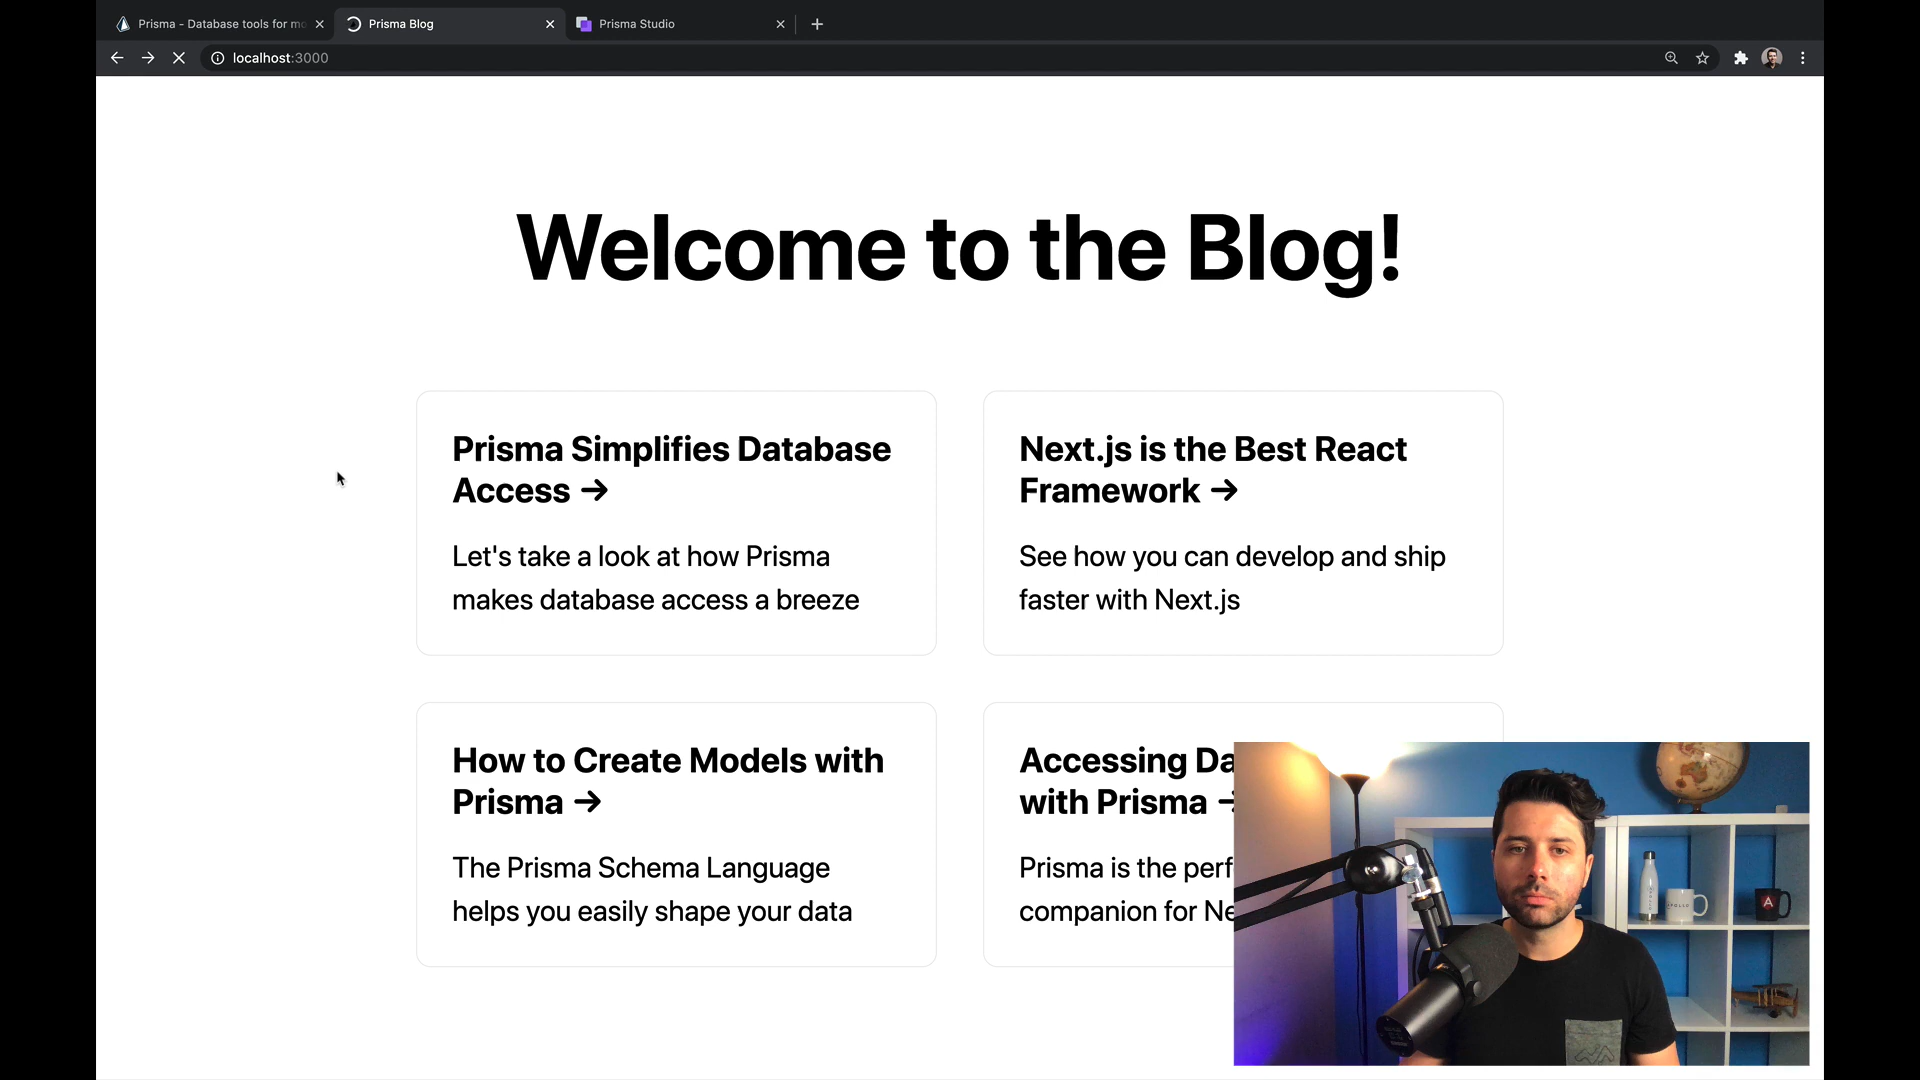 Prisma - Database tools for mo
Prisma Blog
Prisma Studio
localhost:3000
Welcome to the Blog!
Prisma Simplifies Database
Access →
Let's take a look at how Prisma
makes database access a breeze
Next.js is the Best React
Framework →
See how you can develop and ship
faster with Next.js
How to Create Models with
Prisma →
The Prisma Schema Language
helps you easily shape your data
Accessing Da
with Prisma →
Prisma is the perf
companion for Ne
APOLLO
A